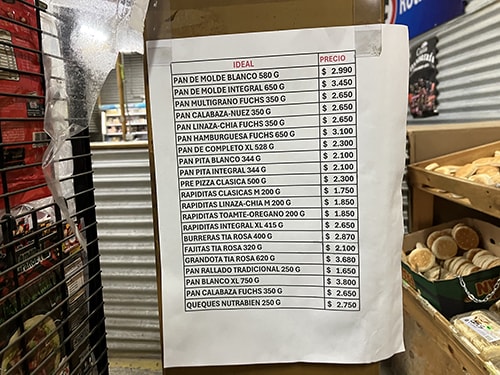 IDEAL PRECIO
PAN DE MOLDE BLANCO 580 G $ 2.990
PAN DE MOLDE INTEGRAL 650 G $ 3.450
PAN MULTIGRANO FUCHS 350 G $ 2.650
PAN CALABAZA-NUEZ 350 G $ 2.650
PAN LINAZA-CHIA FUCHS 350 G $ 2.650
PAN HAMBURGUESA FUCHS 650 G $ 3.100
PAN DE COMPLETO XL 528 G $ 2.300
PAN PITA BLANCO 344 G $ 2.100
PAN PITA INTEGRAL 344 G $ 2.100
PRE PIZZA CLASICA 500 G $ 2.300
RAPIDITAS CLASICAS M 200 G $ 1.750
RAPIDITAS LINAZA-CHIA M 200 G $ 1.850
RAPIDITAS TOAMTE-OREGANO 200 G $ 1.850
RAPIDITAS INTEGRAL XL 415 G $ 2.650
BURRERAS TIA ROSA 400 G $ 2.870
FAJITAS TIA ROSA 320 G $ 2.100
GRANDOTA TIA ROSA 620 G $ 3.680
PAN RALLADO TRADICIONAL 250 G $ 1.650
PAN BLANCO XL 750 G $ 3.800
PAN CALABAZA FUCHS 350 G $ 2.650
QUEQUES NUTRABIEN 250 G $ 2.750